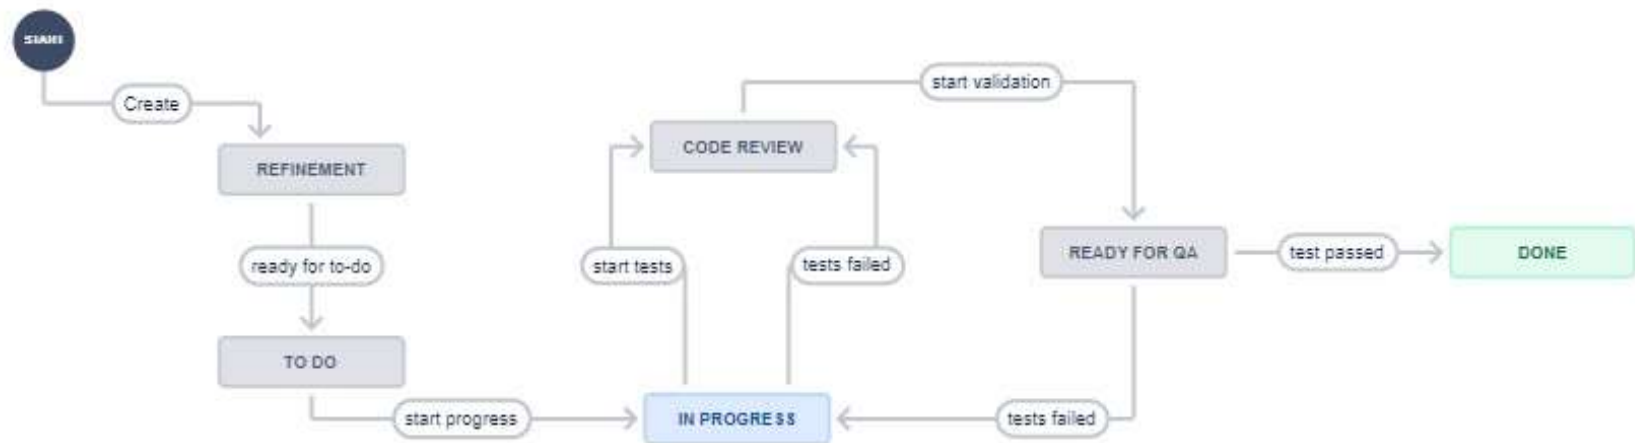 START
Create
start validation
CODE REVIEW
REFINEMENT
ready for to-do
start tests
tests failed
READY FOR QA
test passed
DONE
TO DO
start progress
IN PROGRESS
tests failed